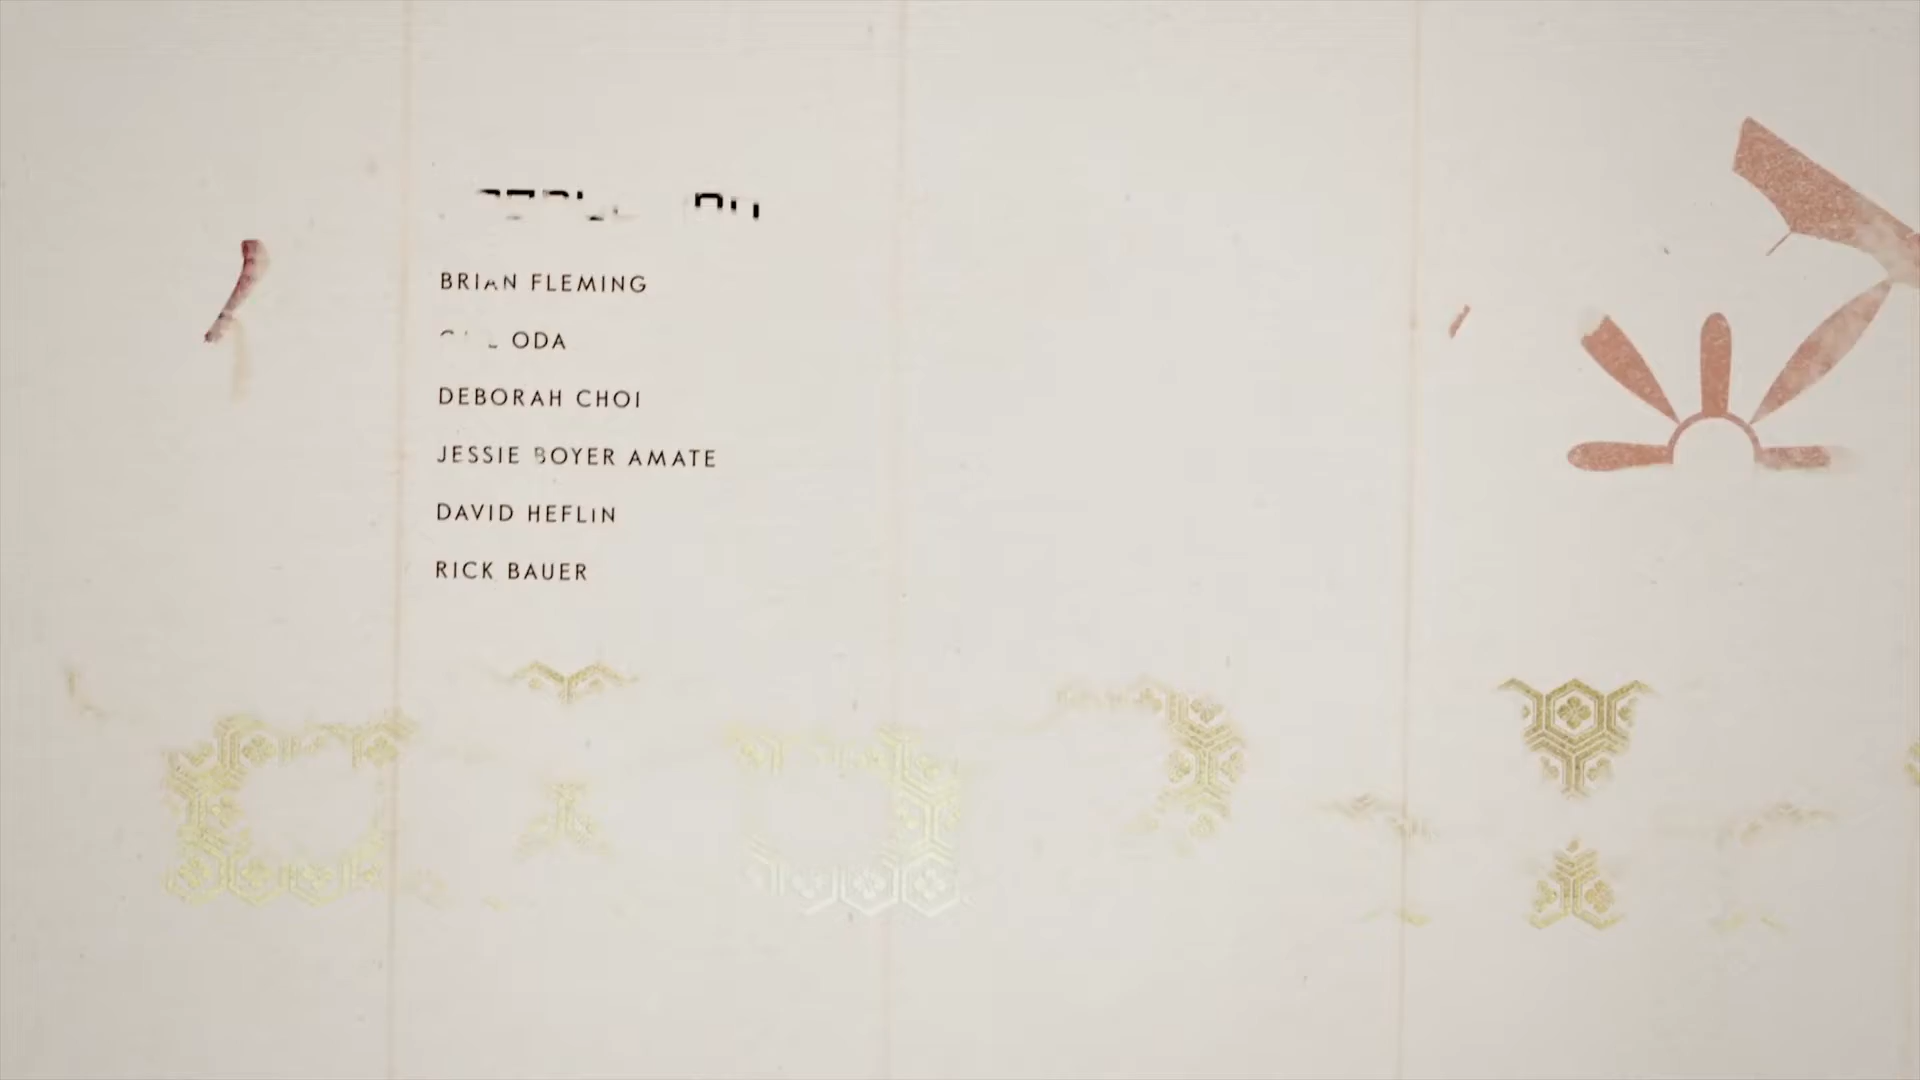 BRIAN FLEMING
ODA
DEBORAH CHOI
JESSIE BOYER AMATE
DAVID HEFLIN
RICK BAUER